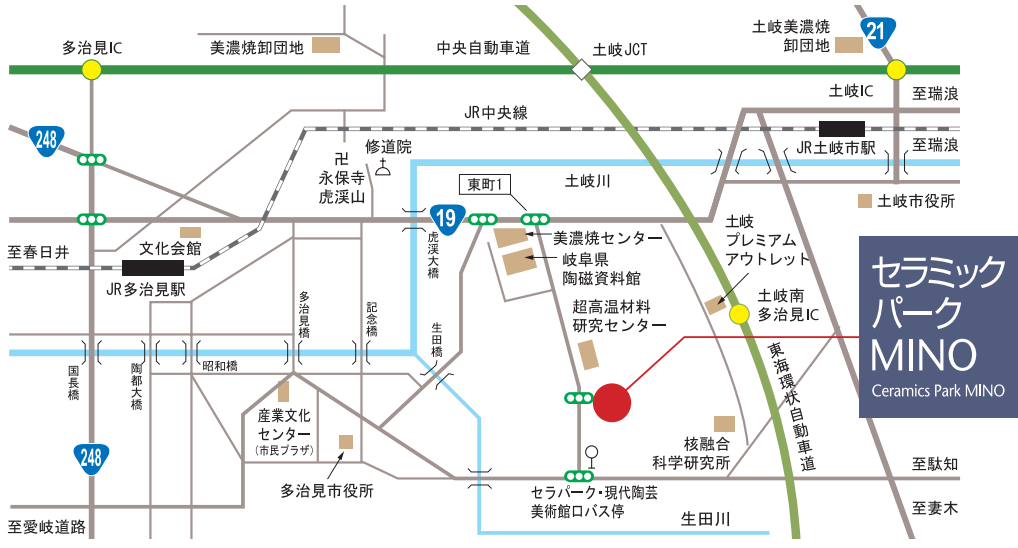 多治見IC
美濃焼卸団地
中央自動車道
土岐JCT
土岐美濃焼
卸団地
21
土岐IC
至瑞浪
JR中央線
248
修道院
卍
永保寺
虎渓山
東町1
土岐川
JR土岐市駅
至瑞浪
土岐市役所
19
至春日井
文化会館
虎渓大橋
美濃焼センター
岐阜県
陶磁資料館
土岐
プレミアム
アウトレット
JR多治見駅
多治見橋
記念橋
生田橋
超高温材料
研究センター
土岐南
多治見IC
セラミック
パーク
MINO
Ceramics Park MINO
国長橋
陶都大橋
昭和橋
東海環状自動車道
産業文化
センター
(市民プラザ)
248
多治見市役所
核融合
科学研究所
至駄知
セラパーク・現代陶芸
美術館口バス停
生田川
至妻木
至愛岐道路